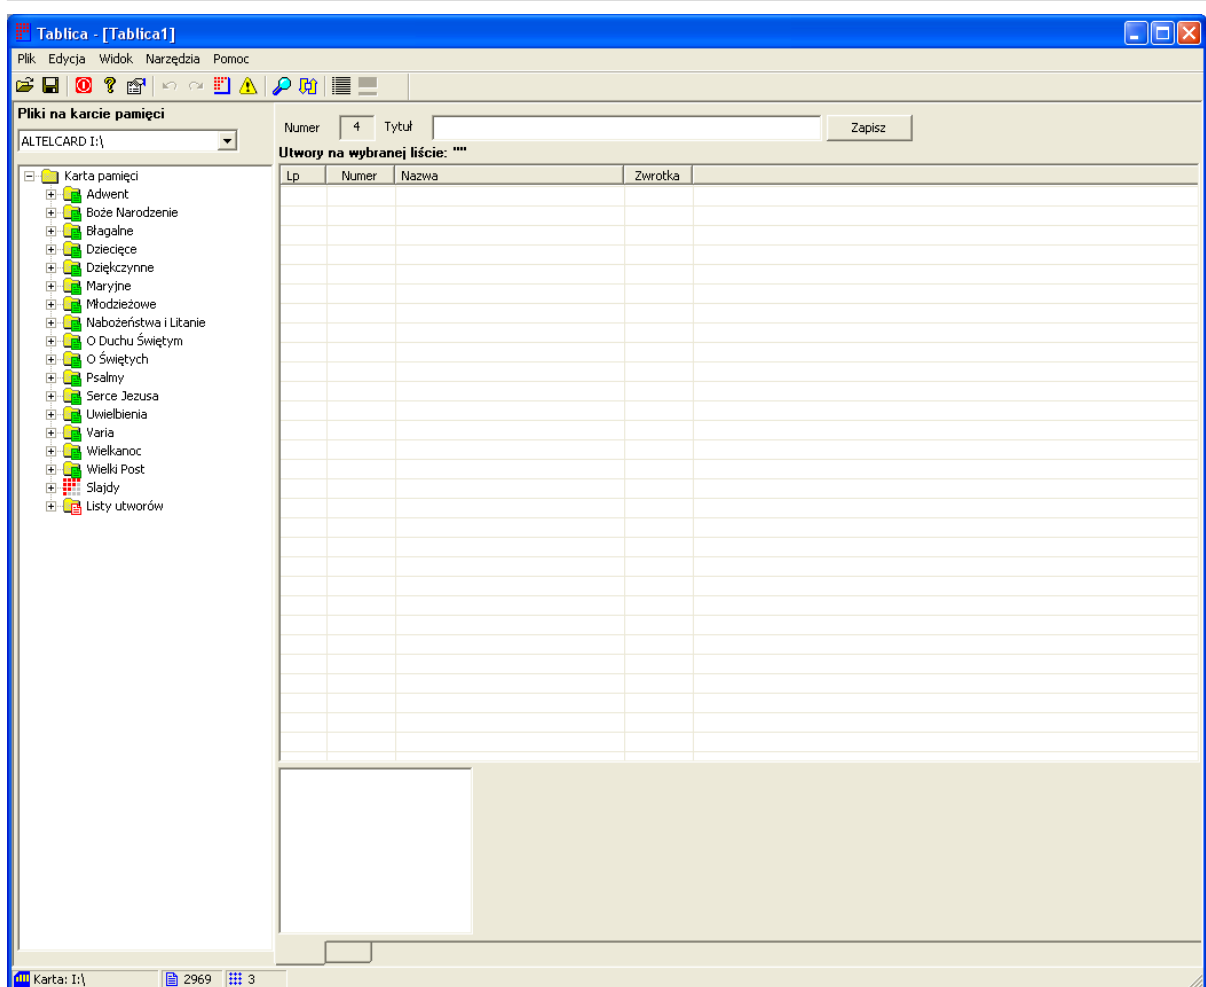 Tablica - [Tablica1]
Plik Edycja Widok Narzędzia Pomoc
Pliki na karcie pamięci
ALTELCARD I:\
Numer 4 Tytuł Zapisz
Utwory na wybranej liście: ""
Lp Numer Nazwa Zwrotka
Karta pamięci
Adwent
Boże Narodzenie
Błagalne
Dziecięce
Dziękczynne
Maryjne
Młodzieżowe
Nabożeństwa i Litanie
O Duchu Świętym
O Świętych
Psalmy
Serce Jezusa
Uwielbienia
Varia
Wielkanoc
Wielki Post
Slajdy
Listy utworów
Karta: I:\ 2969 3